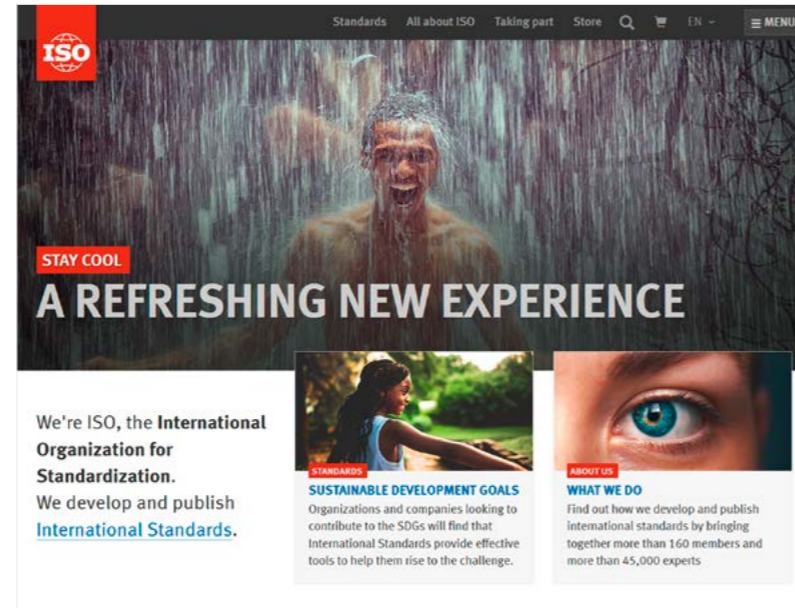 Standards All about ISO Taking part Store EN MENU
ISO
STAY COOL
A REFRESHING NEW EXPERIENCE
We're ISO, the International
Organization for
Standardization.
We develop and publish
International Standards.
STANDARDS
SUSTAINABLE DEVELOPMENT GOALS
Organizations and companies looking to
contribute to the SDGs will find that
International Standards provide effective
tools to help them rise to the challenge.
ABOUT US
WHAT WE DO
Find out how we develop and publish
international standards by bringing
together more than 160 members and
more than 45,000 experts